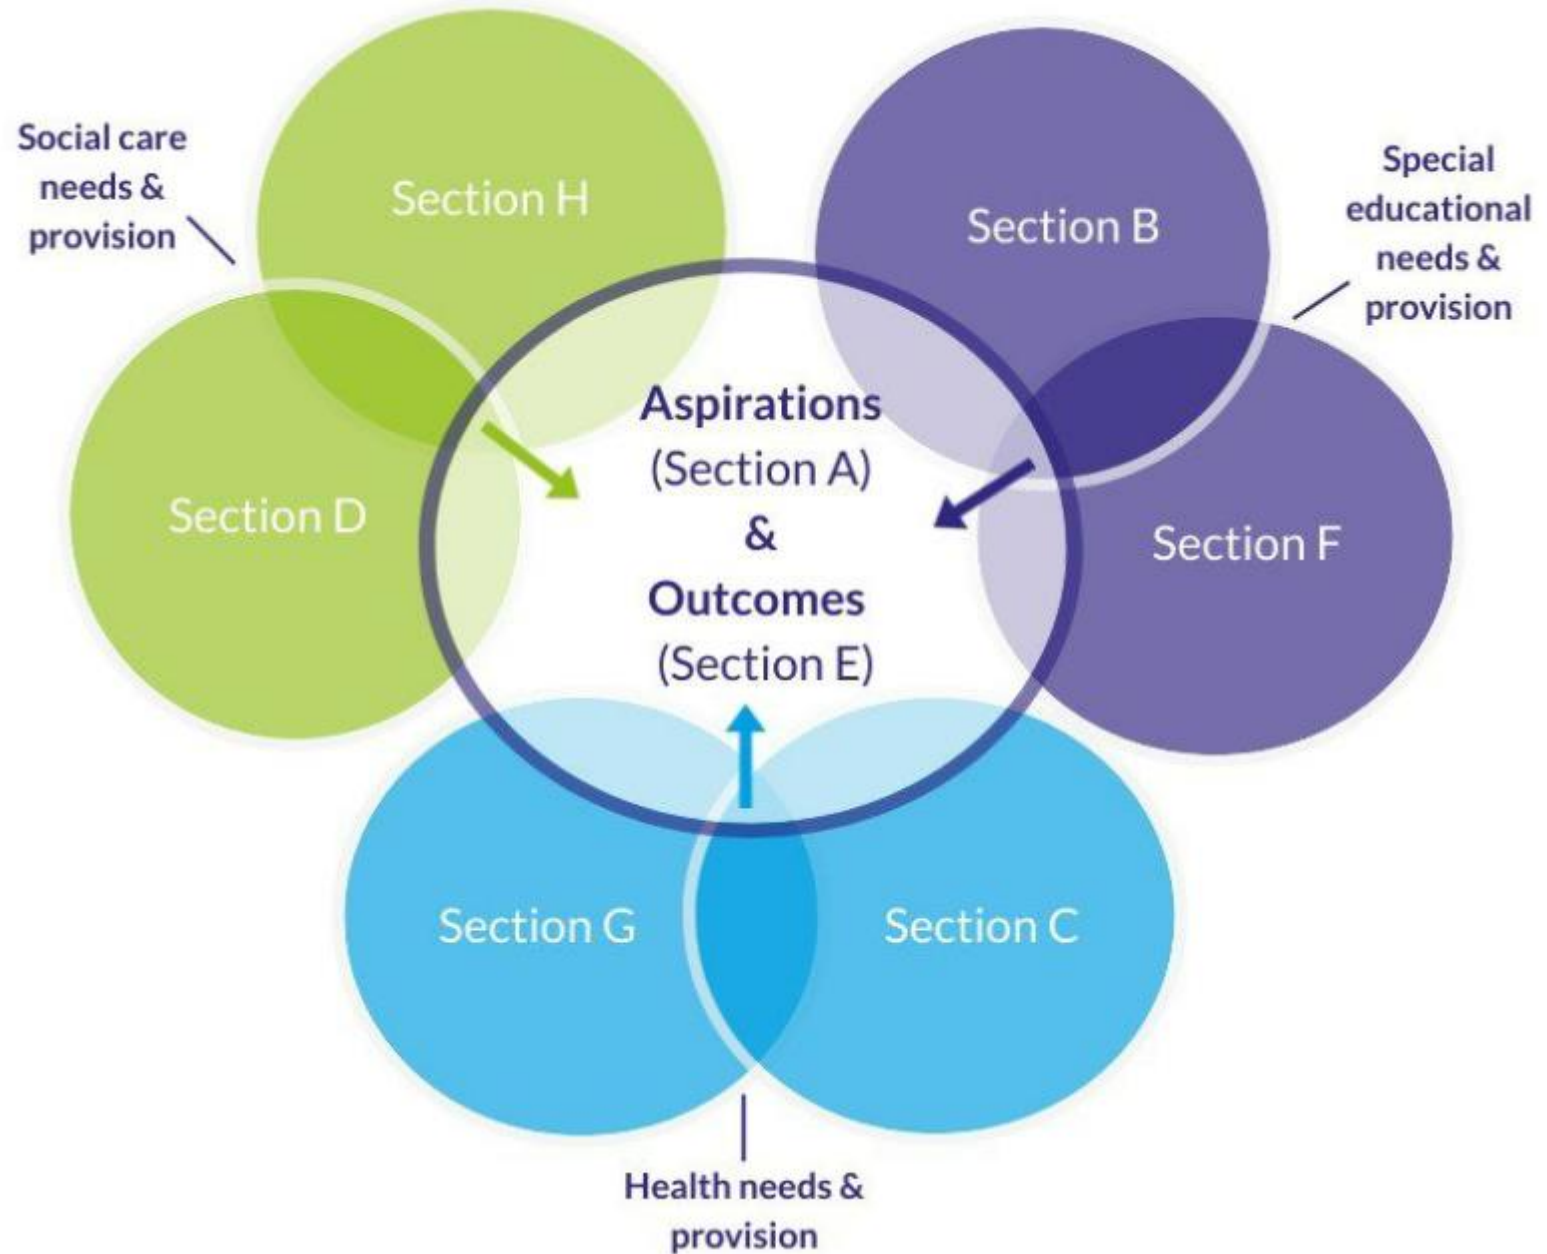 Social care
needs &
provision
Section H
Section B
Special
educational
needs &
provision
Section D
Aspirations
(Section A)
&
Outcomes
(Section E)
Section F
Section G
Section C
Health needs &
provision